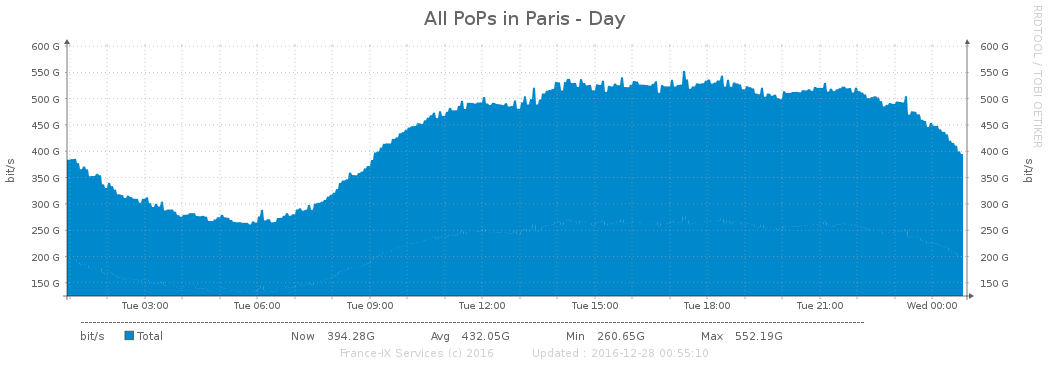 All PoPs in Paris - Day
RRDTOOL / TOBI OETIKER
600 G 600 G
550 G 550 G
500 G 500 G
450 G 450 G
400 G 400 G
350 G 350 G
300 G 300 G
250 G 250 G
200 G 200 G
150 G 150 G
bit/s bit/s
Tue 03:00 Tue 06:00 Tue 09:00 Tue 12:00 Tue 15:00 Tue 18:00 Tue 21:00 Wed 00:00
bit/s Total Now 394.28G Avg 432.05G Min 260.65G Max 552.19G
France-IX Services (c) 2016 Updated : 2016-12-28 00:55:10